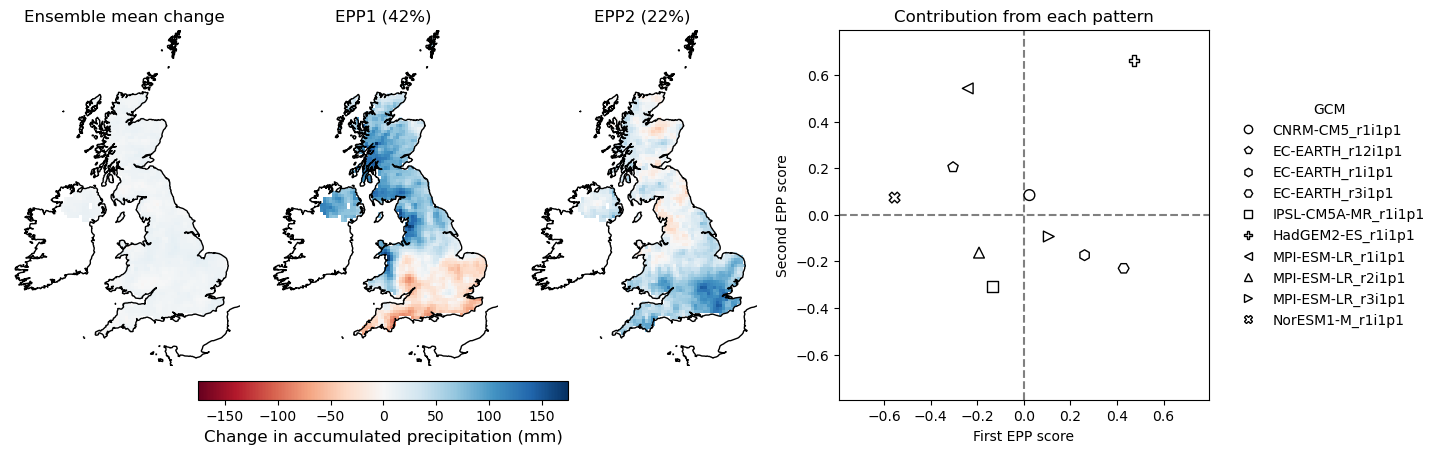 Ensemble mean change
EPP1 (42%)
EPP2 (22%)
−150 −100 −50 0 50 100 150
Change in accumulated precipitation (mm)
Contribution from each pattern
Second EPP score
0.6
0.4
0.2
0.0
−0.2
−0.4
−0.6
−0.6 −0.4 −0.2 0.0 0.2 0.4 0.6
First EPP score
GCM
CNRM-CM5_r1i1p1
EC-EARTH_r12i1p1
EC-EARTH_r1i1p1
EC-EARTH_r3i1p1
IPSL-CM5A-MR_r1i1p1
HadGEM2-ES_r1i1p1
MPI-ESM-LR_r1i1p1
MPI-ESM-LR_r2i1p1
MPI-ESM-LR_r3i1p1
NorESM1-M_r1i1p1